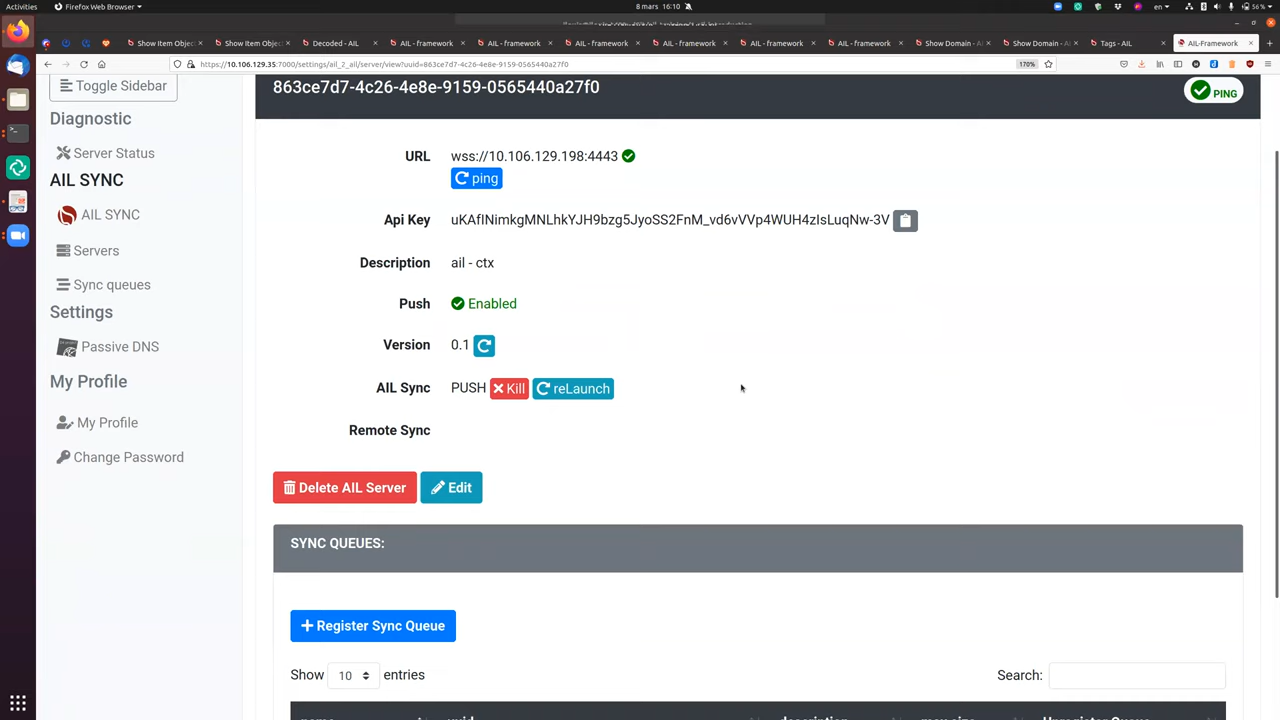 Activities
Firefox Web Browser
8 mars 16:10
en
56 %
Show Item Objec
Show Item Objec
Decoded - AIL
AIL - framework
AIL - framework
AIL - framework
AIL - framework
AIL - framework
AIL - framework
Show Domain - A
Show Domain - A
Tags - AIL
AIL-Framework
https://10.106.129.35:7000/settings/ail_2_ail/server/view?uuid=863ce7d7-4c26-4e8e-9159-0565440a27f0
170%
Toggle Sidebar
863ce7d7-4c26-4e8e-9159-0565440a27f0
PING
Diagnostic
Server Status
AIL SYNC
AIL SYNC
Servers
Sync queues
Settings
Passive DNS
My Profile
My Profile
Change Password
URL wss://10.106.129.198:4443
ping
Api Key uKAfINimkgMNLhkYJH9bzg5JyoSS2FnM_vd6vVVp4WUH4zIsLuqNw-3V
Description ail - ctx
Push Enabled
Version 0.1
AIL Sync PUSH Kill reLaunch
Remote Sync
Delete AIL Server Edit
SYNC QUEUES:
Register Sync Queue
Show 10 entries
Search: